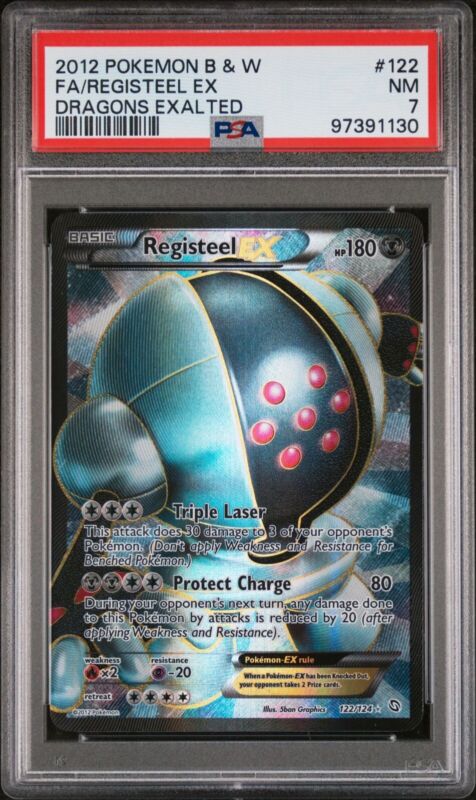 2012 POKEMON B & W #122
FA/REGISTEEL EX NM
DRAGONS EXALTED 7
PSA 97391130
BASIC Registeel EX HP180
Triple Laser
This attack does 30 damage to 3 of your opponent's
Pokémon. (Don't apply Weakness and Resistance for
Benched Pokémon.)
Protect Charge 80
During your opponent's next turn, any damage done
to this Pokémon by attacks is reduced by 20 (after
applying Weakness and Resistance).
weakness resistance
×2 -20
retreat
Pokémon-EX rule
When a Pokémon-EX has been Knocked Out,
your opponent takes 2 Prize cards.
©2012 Pokémon Illus. 5ban Graphics 122/124
PSA